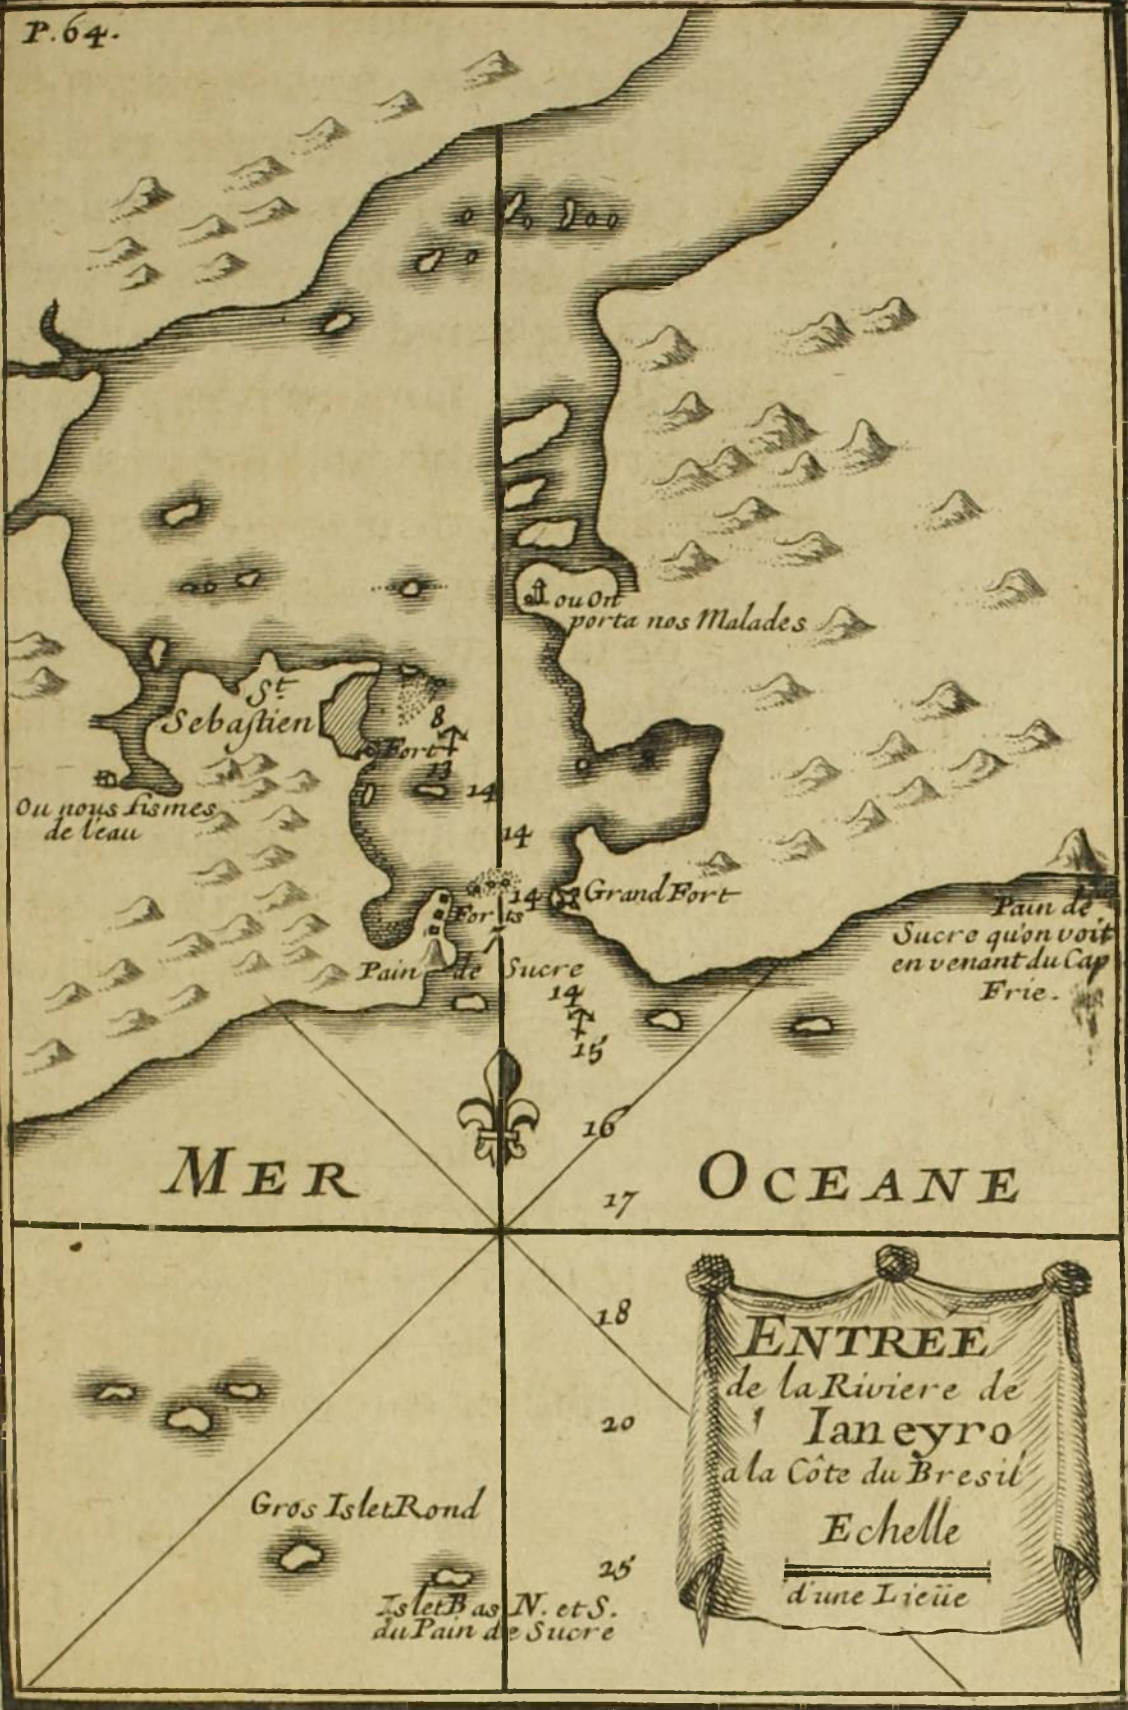 P. 64.
ou On
porta nos Malades
St.
Sebastien
8
Fort
13
14
Ou nous fismes
de l'eau
14
14
Grand Fort
Forts
Pain de Sucre
Pain de
Sucre qu'on voit
en venant du Cap
Frie.
14
15
16
MER OCEANE
17
18
20
25
ENTREE
de la Riviere de
Ianeyro
a la Côte du Bresil
Echelle
d'une Lieüe
Gros Islet Rond
Islet Bas N. et S.
du Pain de Sucre